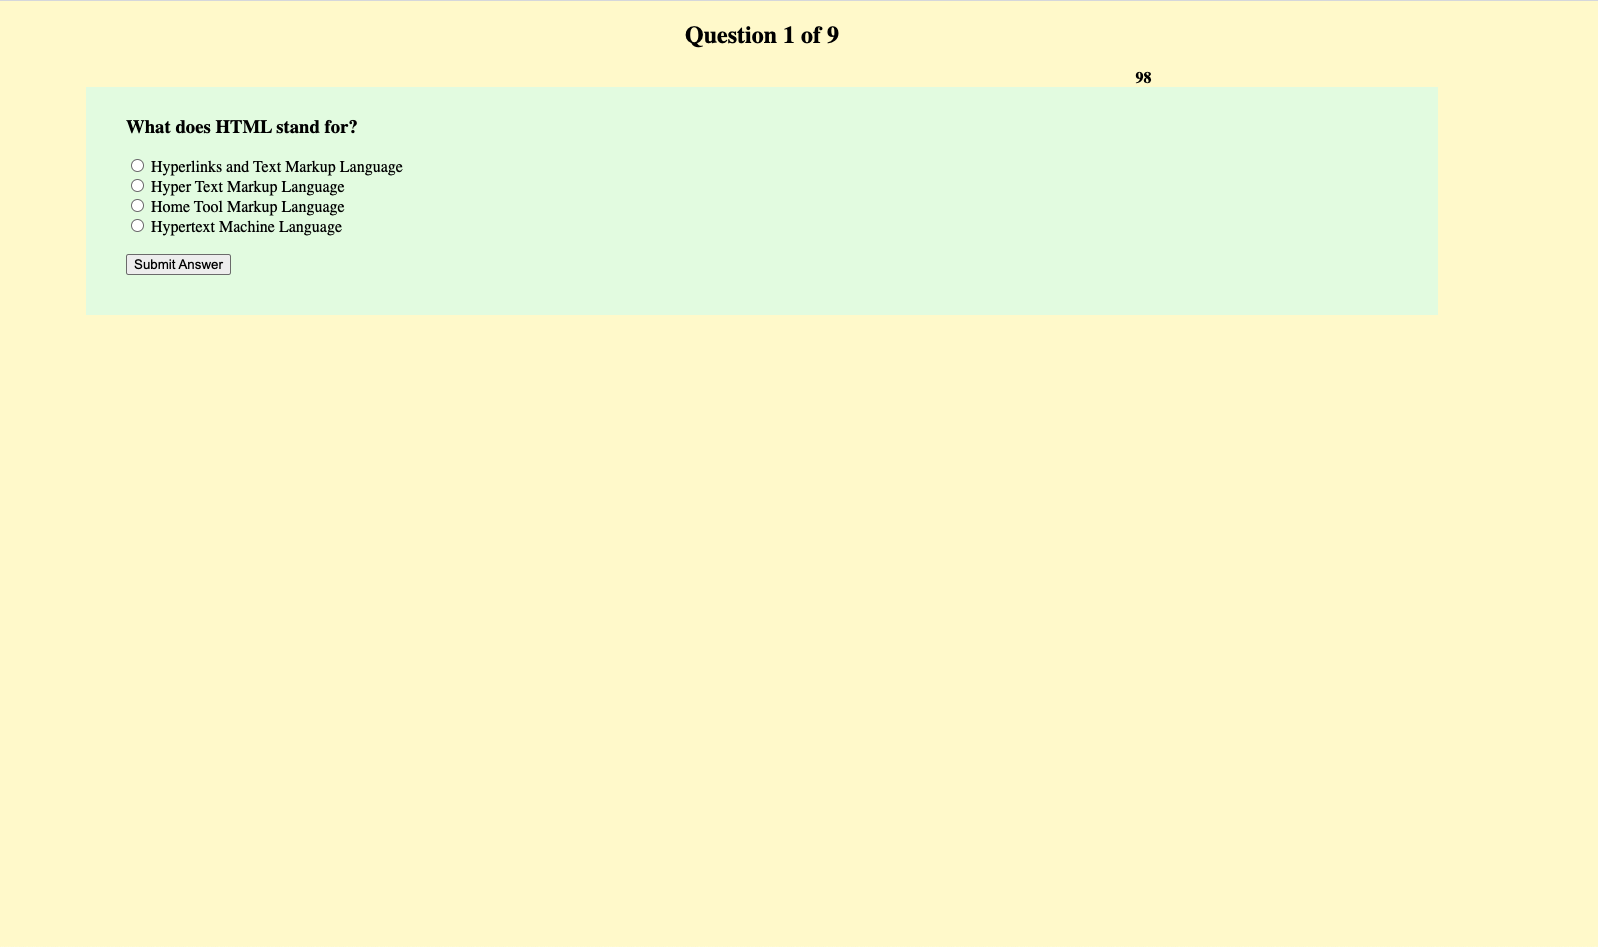 Question 1 of 9
98
What does HTML stand for?
Hyperlinks and Text Markup Language
Hyper Text Markup Language
Home Tool Markup Language
Hypertext Machine Language
Submit Answer